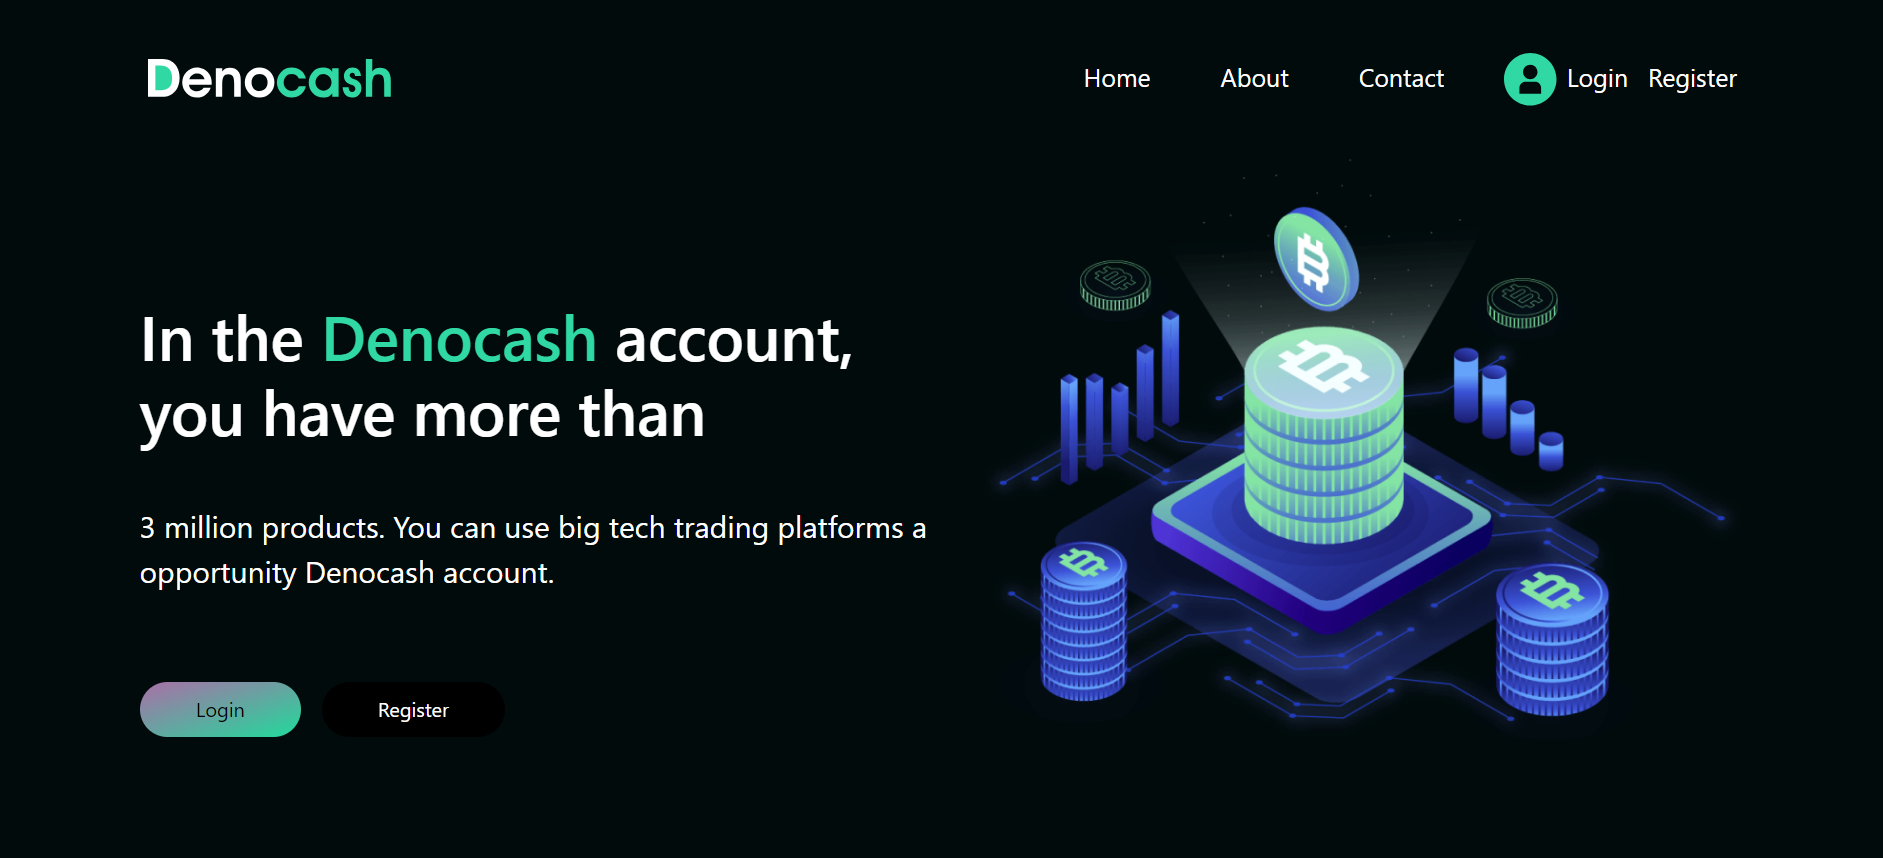 Denocash
Home About Contact Login Register
In the Denocash account,
you have more than
3 million products. You can use big tech trading platforms a
opportunity Denocash account.
Login Register